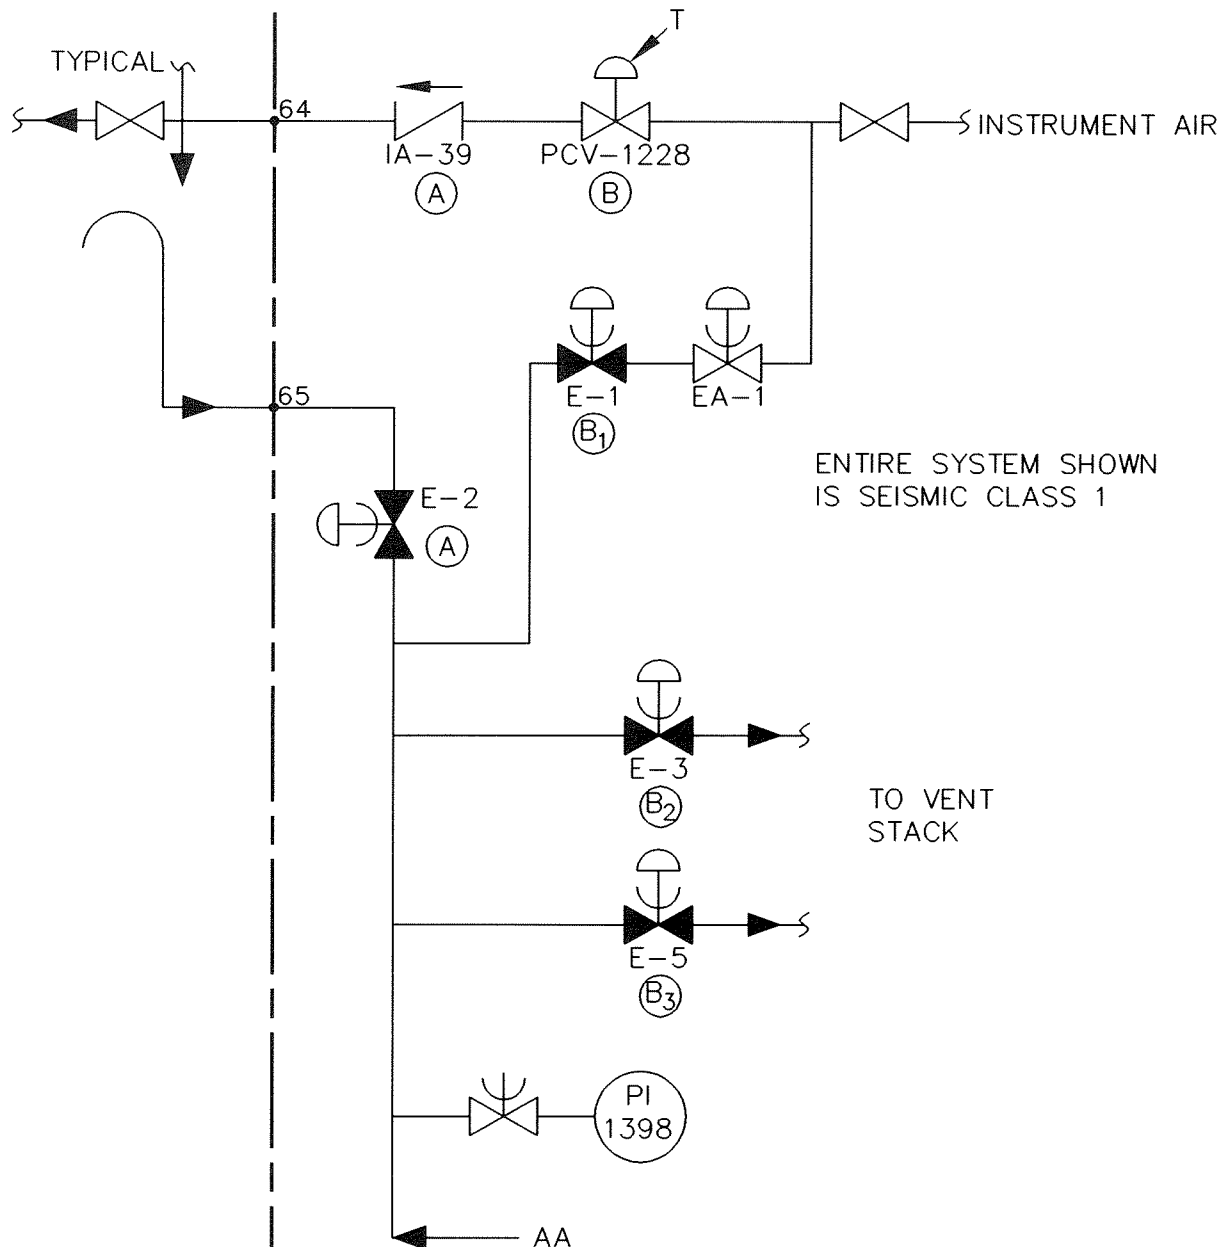 T
TYPICAL
64
INSTRUMENT AIR
IA-39
PCV-1228
A
B
65
E-1
EA-1
B1
ENTIRE SYSTEM SHOWN
IS SEISMIC CLASS 1
E-2
A
E-3
B2
TO VENT
STACK
E-5
B3
PI
1398
AA